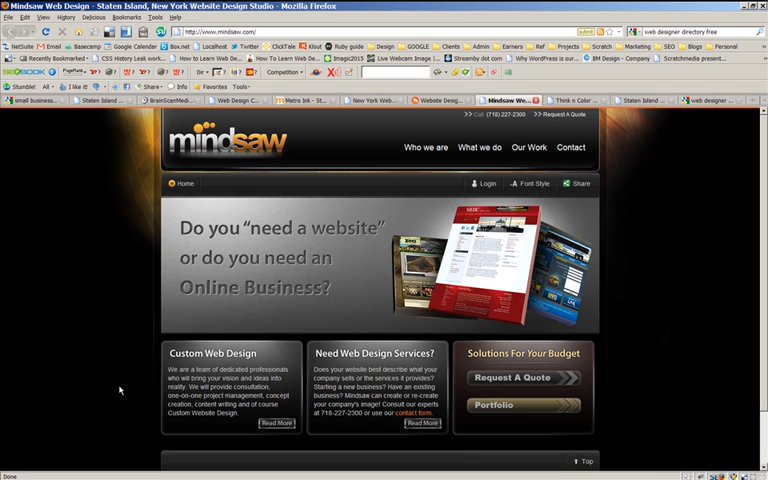 Mindsaw Web Design - Staten Island, New York Website Design Studio - Mozilla Firefox
File Edit View History Delicious Bookmarks Tools Help
http://www.mindsaw.com/ submit web designer directory free
NetSuite Gmail Basecamp Google Calendar Box.net localhost Twitter ClickTale Klout Ruby guide Design GOOGLE Clients Admin Earners Ref Projects Scratch SEO Blogs Personal
Recently Bookmarked CSS History Leak work... How to Learn Web De... How To Learn Web De... Imagic2015 Live Webcam Image | ... Streamby dot com Why WordPress is our... BM Design - Company Scratchmedia present...
SEOBOOK PageRank Dir Competition
Stumble! All I like it! Share Info Favorites Tools
small business... Staten Island ... BrainScanMedi... Web Design C... Metro Ink - St... New York Web... Website Desig... Mindsaw We... Think n Color ... Staten Island ... web designer ...
Call (718) 227-2300 Request A Quote
mindsaw
Who we are What we do Our Work Contact
Home Login A Font Style Share
Do you “need a website”
or do you need an
Online Business?
Custom Web Design
We are a team of dedicated professionals
who will bring your vision and ideas into
reality. We will provide consultation,
one-on-one project management, concept
creation, content writing and of course
Custom Website Design.
Read More
Need Web Design Services?
Does your website best describe what your
company sells or the services it provides?
Starting a new business? Have an existing
business? Mindsaw can create or re-create
your company's image! Consult our experts
at 718-227-2300 or use our contact form.
Read More
Solutions For Your Budget
Request A Quote
Portfolio
Top
Done